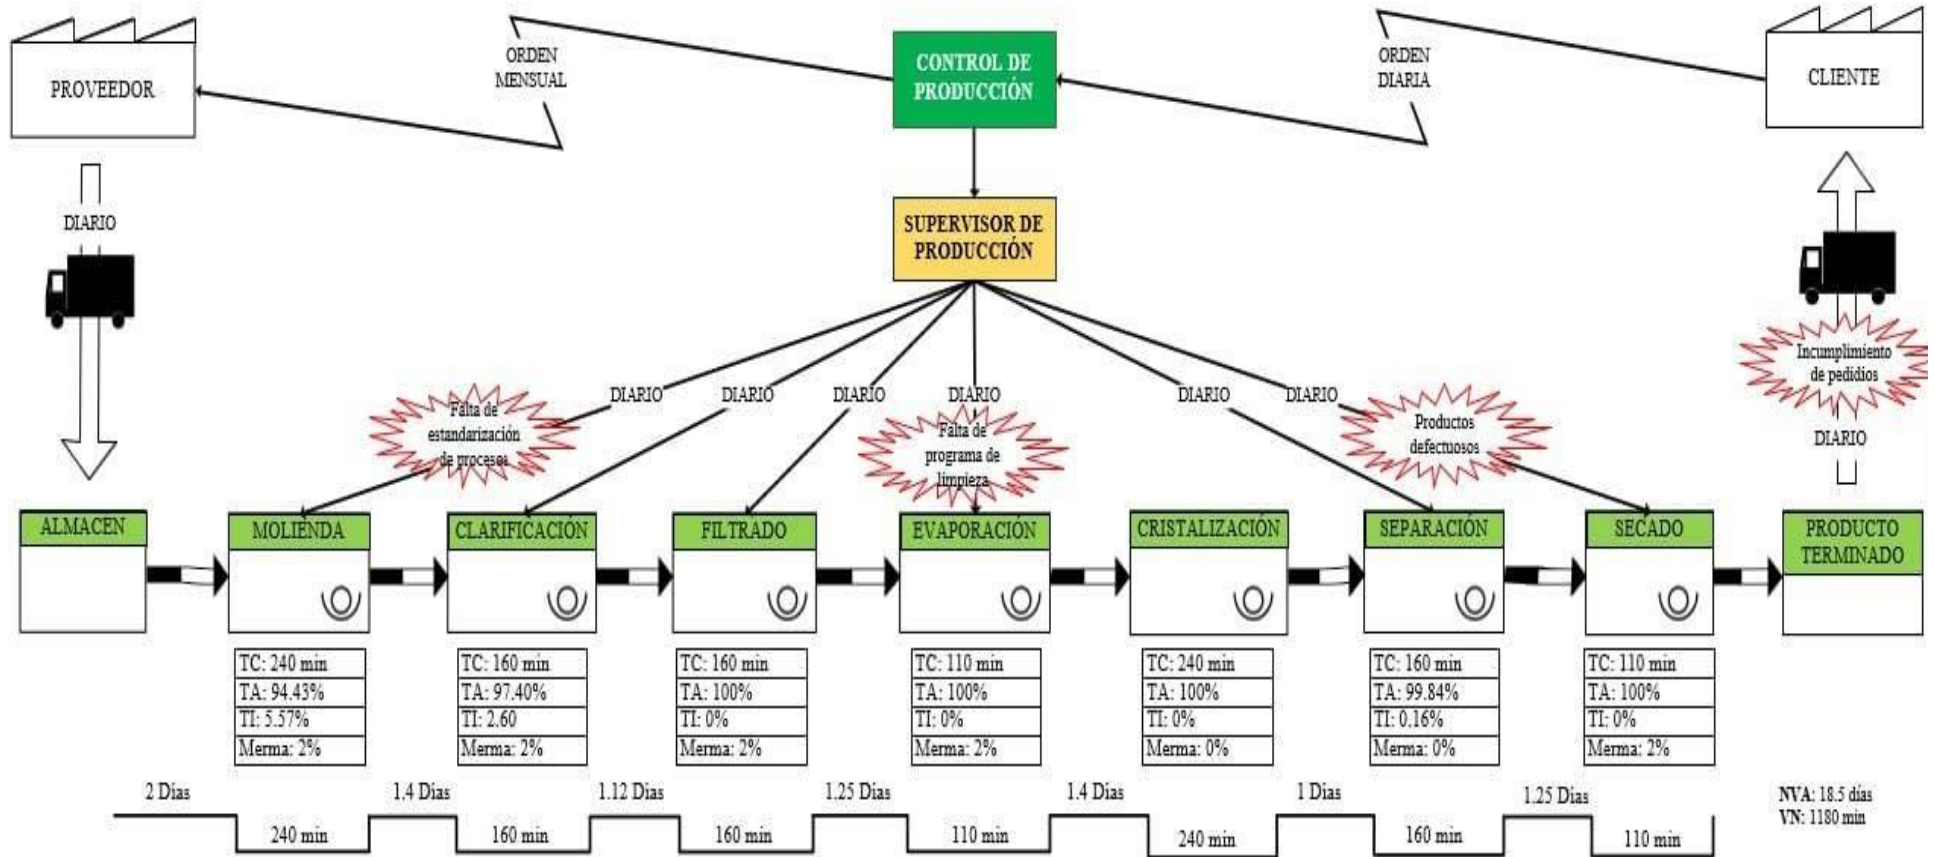 PROVEEDOR
ORDEN
MENSUAL
CONTROL DE
PRODUCCIÓN
ORDEN
DIARIA
CLIENTE
DIARIO
SUPERVISOR DE
PRODUCCIÓN
Incumplimiento
de pedidios
DIARIO
DIARIO
DIARIO
DIARIO
DIARIO
DIARIO
DIARIO
Falta de
estandarización
de procesos
Falta de
programa de
limpieza
Productos
defectuosos
ALMACEN
MOLIENDA
CLARIFICACIÓN
FILTRADO
EVAPORACIÓN
CRISTALIZACIÓN
SEPARACIÓN
SECADO
PRODUCTO
TERMINADO
TC: 240 min
TA: 94.43%
TI: 5.57%
Merma: 2%
TC: 160 min
TA: 97.40%
TI: 2.60
Merma: 2%
TC: 160 min
TA: 100%
TI: 0%
Merma: 2%
TC: 110 min
TA: 100%
TI: 0%
Merma: 2%
TC: 240 min
TA: 100%
TI: 0%
Merma: 0%
TC: 160 min
TA: 99.84%
TI: 0.16%
Merma: 0%
TC: 110 min
TA: 100%
TI: 0%
Merma: 2%
2 Dias
1.4 Dias
1.12 Dias
1.25 Dias
1.4 Dias
1 Dias
1.25 Dias
240 min
160 min
160 min
110 min
240 min
160 min
110 min
NVA: 18.5 días
VN: 1180 min